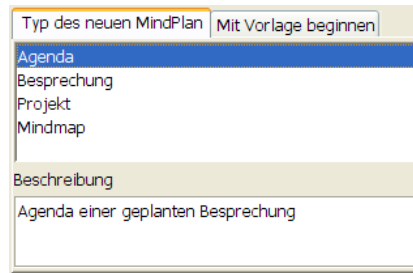 Typ des neuen MindPlan Mit Vorlage beginnen
Agenda
Besprechung
Projekt
Mindmap
Beschreibung
Agenda einer geplanten Besprechung